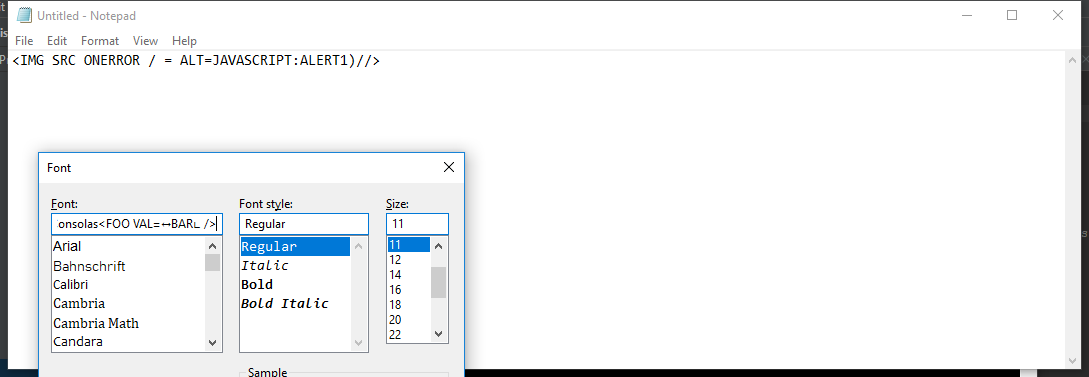 Untitled - Notepad
File Edit Format View Help
<IMG SRC ONERROR / = ALT=JAVASCRIPT:ALERT1)//>
Font
Font: Font style: Size:
onsolas<FOO VAL=↔BAR∟ /> Regular 11
Arial Regular 11
Bahnschrift Italic 12
Calibri Bold 14
Cambria Bold Italic 16
Cambria Math 18
Candara 20
22
Sample